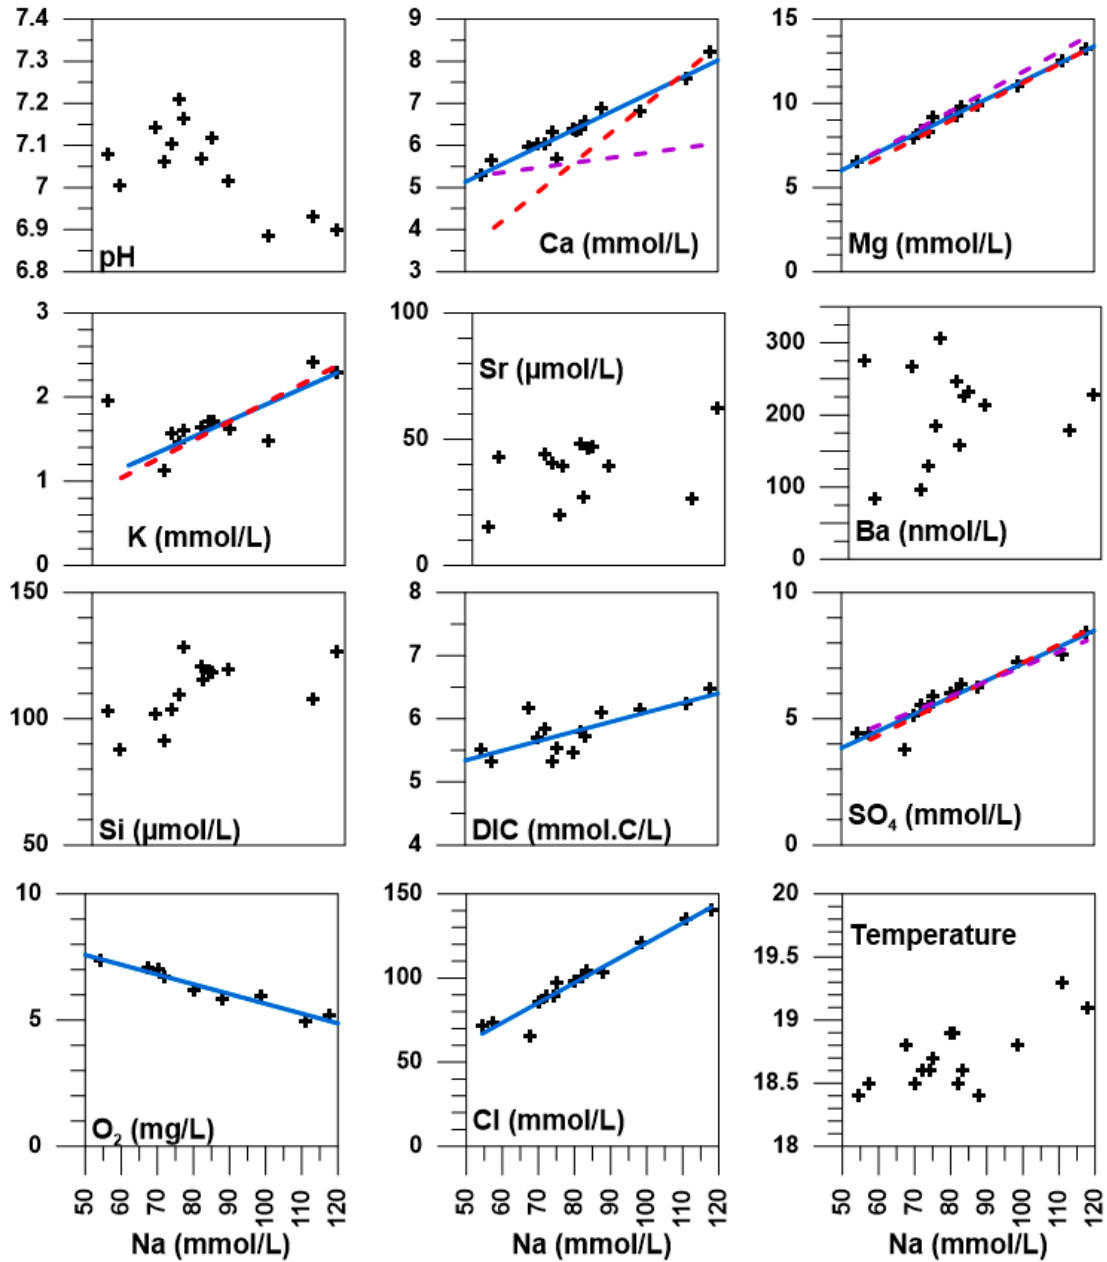 7.4
7.3
7.2
7.1
7
6.9
6.8
pH
9
8
7
6
5
4
3
Ca (mmol/L)
15
10
5
0
Mg (mmol/L)
3
2
1
0
K (mmol/L)
100
50
0
Sr (µmol/L)
300
200
100
0
Ba (nmol/L)
150
100
50
Si (µmol/L)
8
7
6
5
4
DIC (mmol.C/L)
10
5
0
SO₄ (mmol/L)
10
5
0
O₂ (mg/L)
50 60 70 80 90 100 110 120
Na (mmol/L)
150
100
50
0
Cl (mmol/L)
50 60 70 80 90 100 110 120
Na (mmol/L)
20
19.5
19
18.5
18
Temperature
50 60 70 80 90 100 110 120
Na (mmol/L)